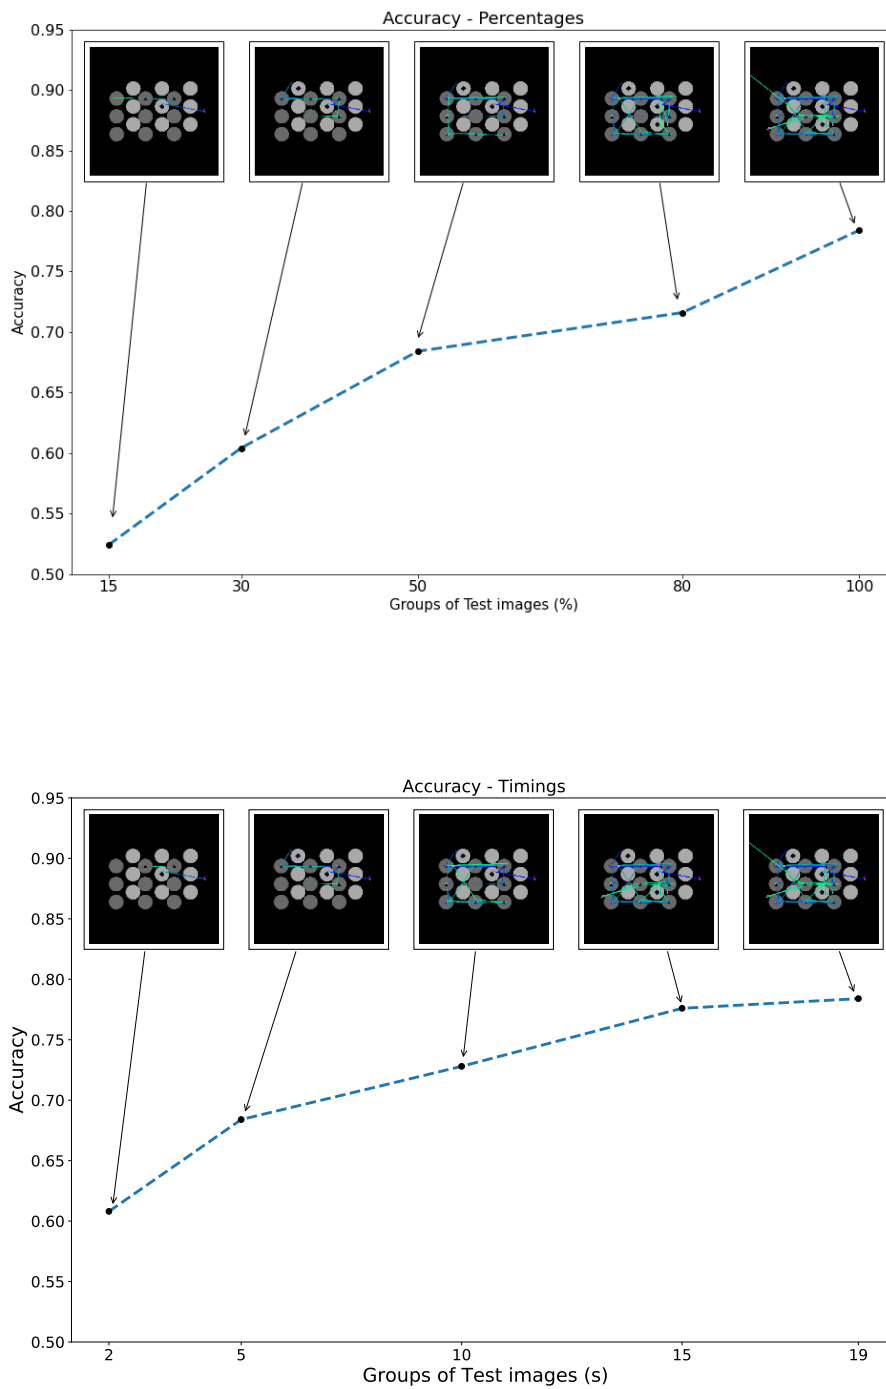 Accuracy - Percentages
0.95
0.90
0.85
0.80
0.75
0.70
0.65
0.60
0.55
0.50
Accuracy
15 30 50 80 100
Groups of Test images (%)
Accuracy - Timings
0.95
0.90
0.85
0.80
0.75
0.70
0.65
0.60
0.55
0.50
Accuracy
2 5 10 15 19
Groups of Test images (s)